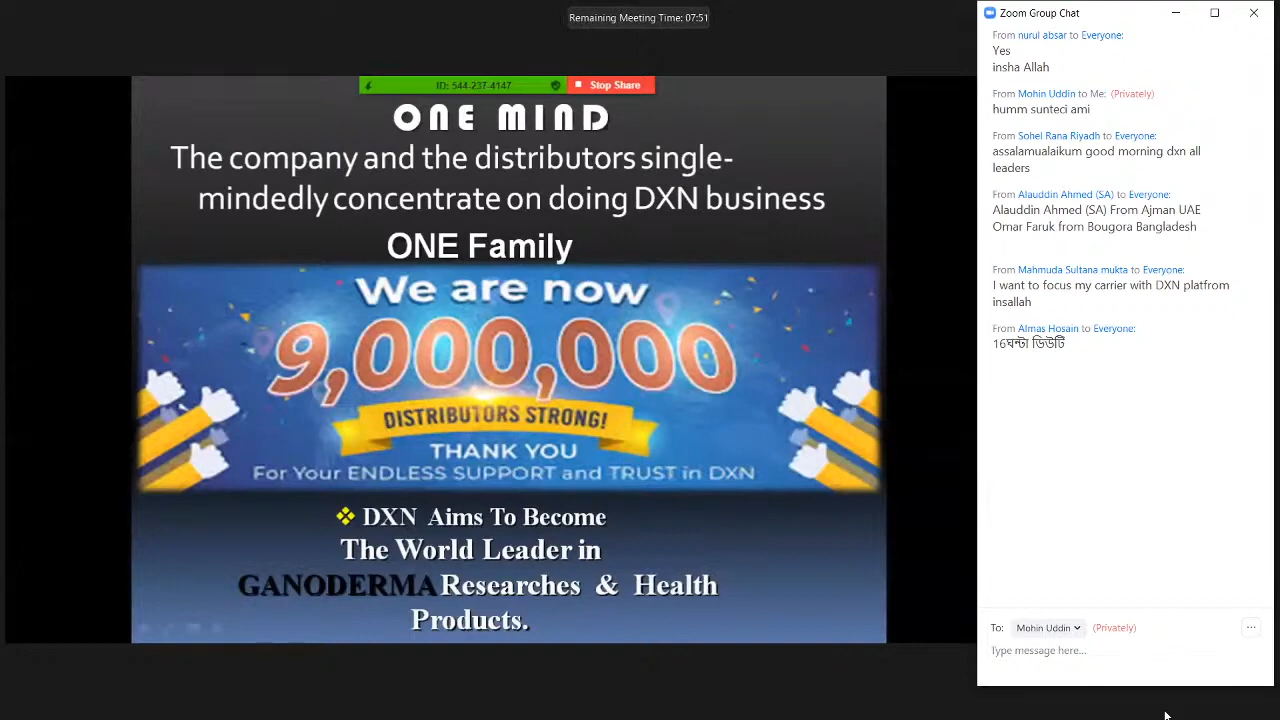 Remaining Meeting Time: 07:51
ID: 544-237-4147
Stop Share
ONE MIND
The company and the distributors single-
mindedly concentrate on doing DXN business
ONE Family
We are now
9,000,000
DISTRIBUTORS STRONG!
THANK YOU
For Your ENDLESS SUPPORT and TRUST in DXN
DXN Aims To Become
The World Leader in
GANODERMA Researches & Health
Products.
Zoom Group Chat
From nurul absar to Everyone:
Yes
insha Allah
From Mohin Uddin to Me: (Privately)
humm sunteci ami
From Sohel Rana Riyadh to Everyone:
assalamualaikum good morning dxn all
leaders
From Alauddin Ahmed (SA) to Everyone:
Alauddin Ahmed (SA) From Ajman UAE
Omar Faruk from Bougora Bangladesh
From Mahmuda Sultana mukta to Everyone:
I want to focus my carrier with DXN platfrom
insallah
From Almas Hosain to Everyone:
16ঘন্টা ডিউটি
To: Mohin Uddin (Privately)
Type message here...